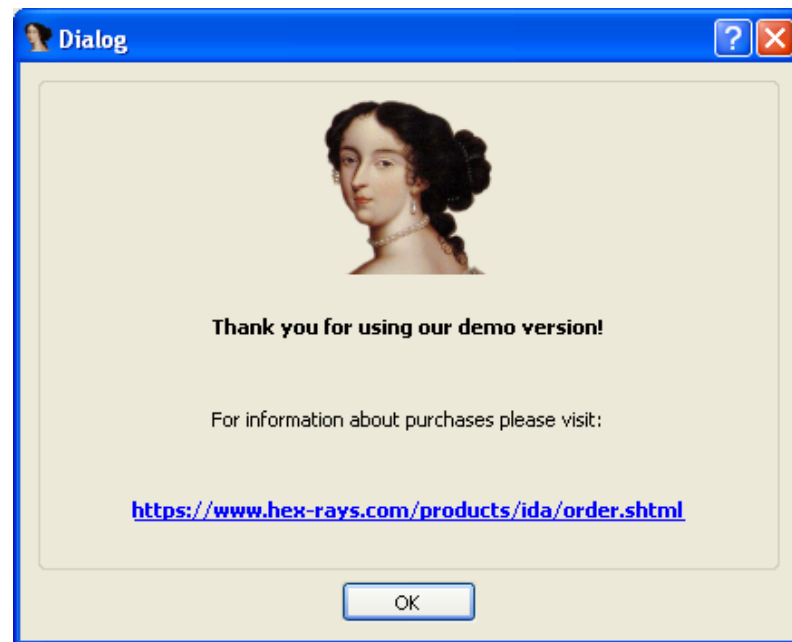 Dialog
Thank you for using our demo version!
For information about purchases please visit:
https://www.hex-rays.com/products/ida/order.shtml
OK